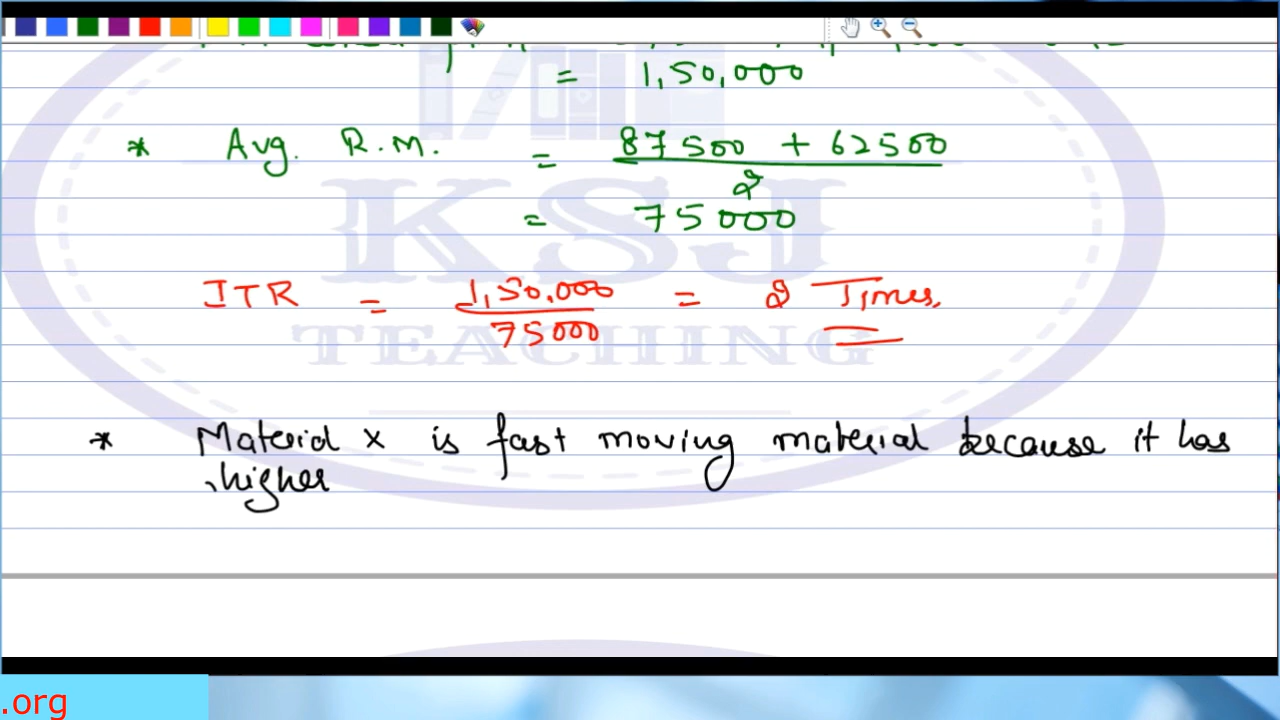 = 1,50,000
* Avg. R.M. = 87500 + 62500
2
= 75000
ITR = 1,50,000 = 2 Times.
75000
* Material x is fast moving material because it has
higher
KSJ
TEACHING
.org